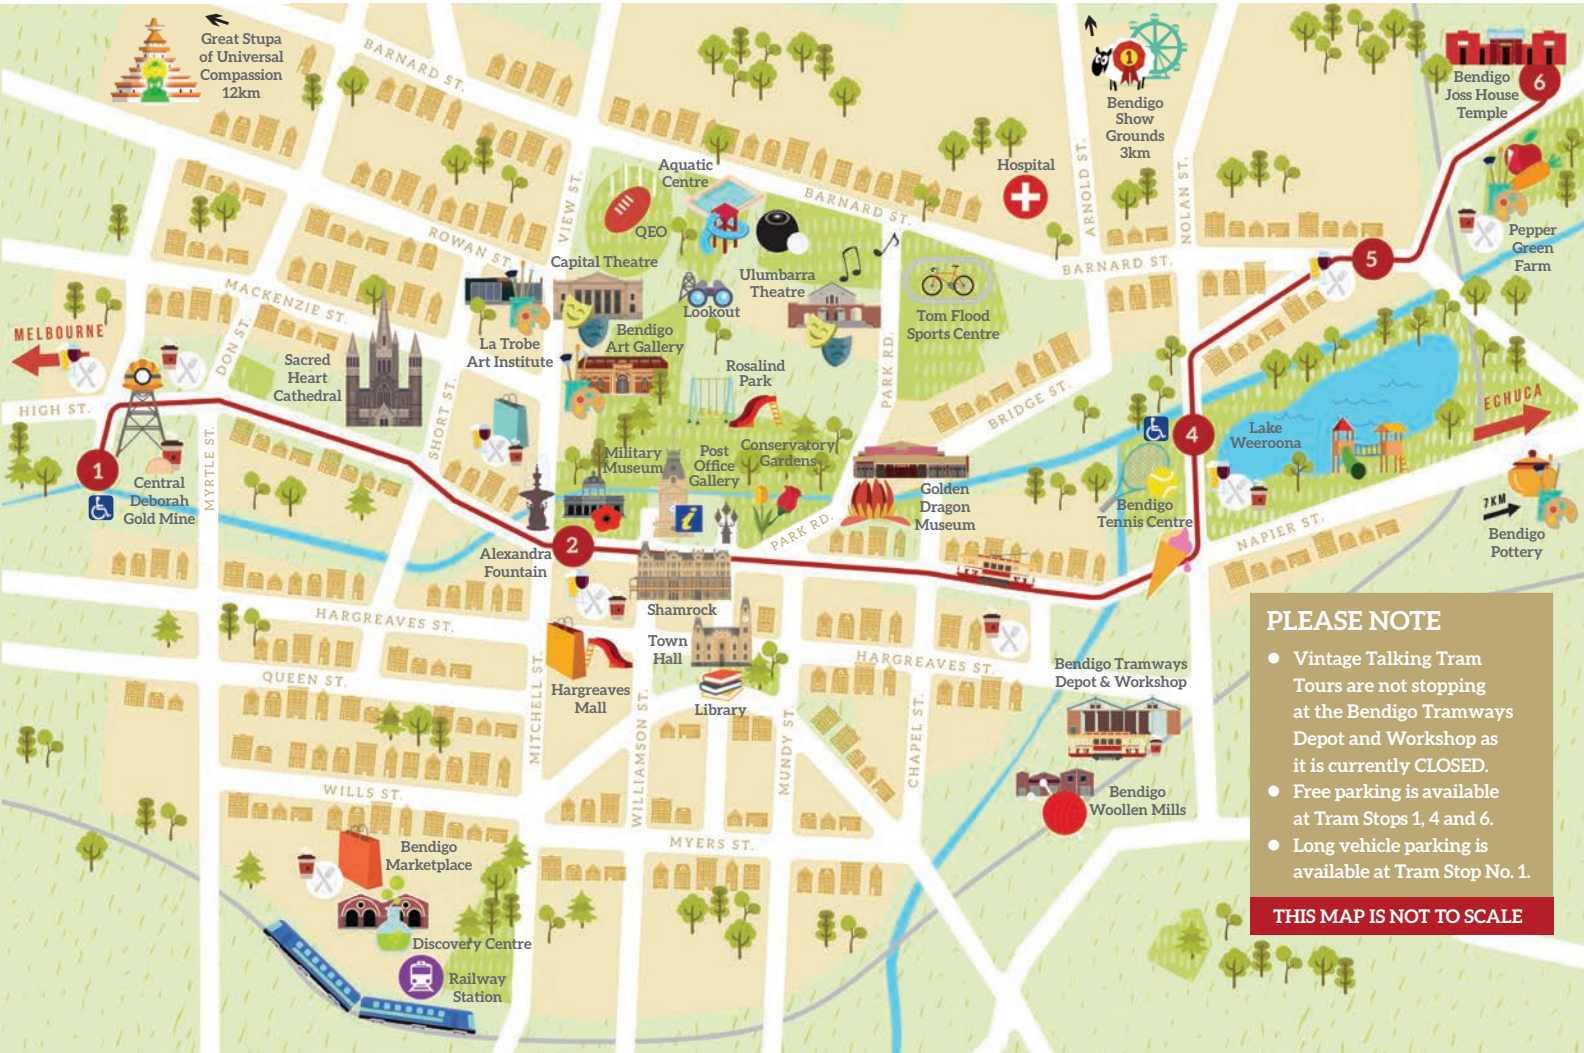 Great Stupa
of Universal
Compassion
12km
BARNARD ST.
Bendigo
Show
Grounds
3km
6
Bendigo
Joss House
Temple
Aquatic
Centre
Hospital
VIEW ST.
QEO
BARNARD ST.
ARNOLD ST.
NOLAN ST.
ROWAN ST.
Capital Theatre
Ulumbarra
Theatre
BARNARD ST.
5
Pepper
Green
Farm
MACKENZIE ST.
DON ST.
MELBOURNE
La Trobe
Art Institute
Bendigo
Art Gallery
Lookout
Tom Flood
Sports Centre
Sacred
Heart
Cathedral
Rosalind
Park
PARK RD.
BRIDGE ST.
HIGH ST.
SHORT ST.
ECHUCA
1
MYRTLE ST.
Central
Deborah
Gold Mine
Military
Museum
Post
Office
Gallery
Conservatory
Gardens
4
Lake
Weeroona
Golden
Dragon
Museum
Bendigo
Tennis Centre
PARK RD.
NAPIER ST.
7KM
Bendigo
Pottery
Alexandra
Fountain
2
i
Shamrock
HARGREAVES ST.
Town
Hall
HARGREAVES ST.
QUEEN ST.
Hargreaves
Mall
Library
MITCHELL ST.
WILLIAMSON ST.
MUNDY ST
CHAPEL ST.
Bendigo Tramways
Depot & Workshop
Bendigo
Woollen Mills
WILLS ST.
MYERS ST.
Bendigo
Marketplace
Discovery Centre
Railway
Station
1
PLEASE NOTE
● Vintage Talking Tram
Tours are not stopping
at the Bendigo Tramways
Depot and Workshop as
it is currently CLOSED.
● Free parking is available
at Tram Stops 1, 4 and 6.
● Long vehicle parking is
available at Tram Stop No. 1.
THIS MAP IS NOT TO SCALE